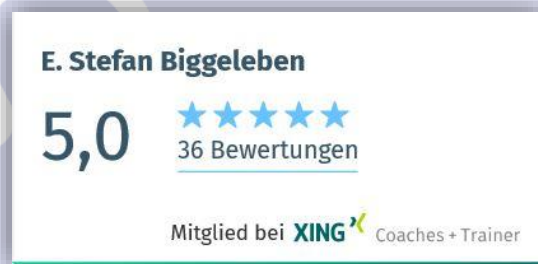 E. Stefan Biggeleben
5,0
36 Bewertungen
Mitglied bei XING Coaches + Trainer